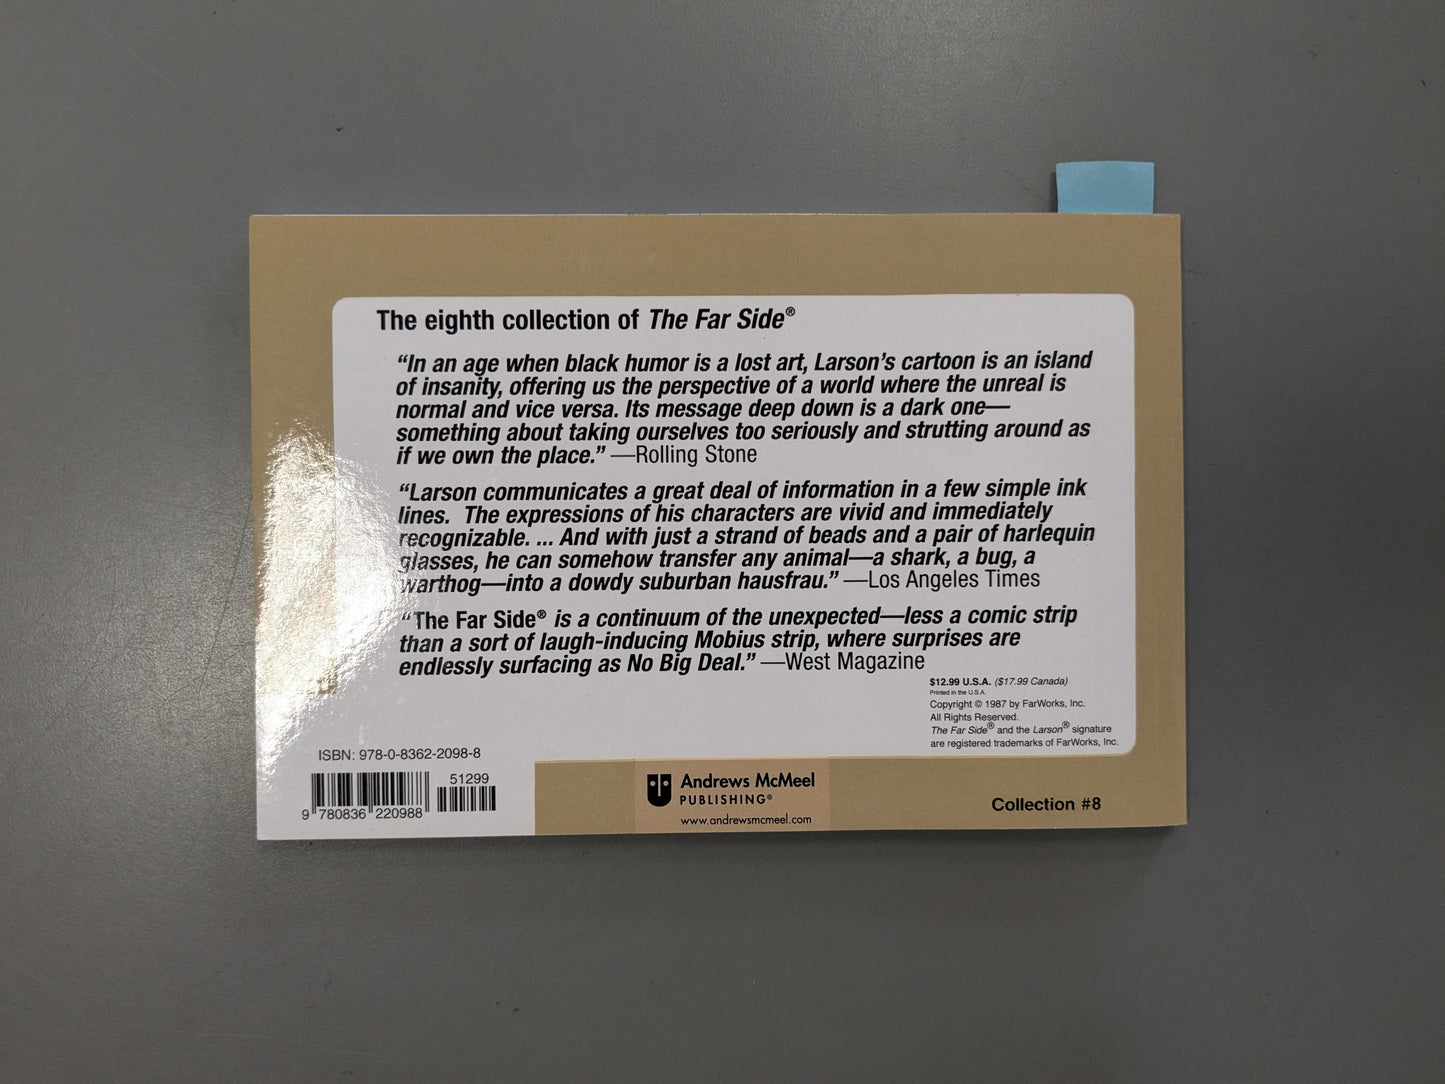 The eighth collection of The Far Side®
“In an age when black humor is a lost art, Larson’s cartoon is an island
of insanity, offering us the perspective of a world where the unreal is
normal and vice versa. Its message deep down is a dark one—
something about taking ourselves too seriously and strutting around as
if we own the place.” —Rolling Stone
“Larson communicates a great deal of information in a few simple ink
lines.  The expressions of his characters are vivid and immediately
recognizable. ... And with just a strand of beads and a pair of harlequin
glasses, he can somehow transfer any animal—a shark, a bug, a
warthog—into a dowdy suburban hausfrau.” —Los Angeles Times
“The Far Side® is a continuum of the unexpected—less a comic strip
than a sort of laugh-inducing Mobius strip, where surprises are
endlessly surfacing as No Big Deal.” —West Magazine
$12.99 U.S.A. ($17.99 Canada)
Printed in the U.S.A.
Copyright © 1987 by FarWorks, Inc.
All Rights Reserved.
The Far Side® and the Larson® signature
are registered trademarks of FarWorks, Inc.
ISBN: 978-0-8362-2098-8
51299
9 780836 220988
Andrews McMeel
PUBLISHING®
www.andrewsmcmeel.com
Collection #8